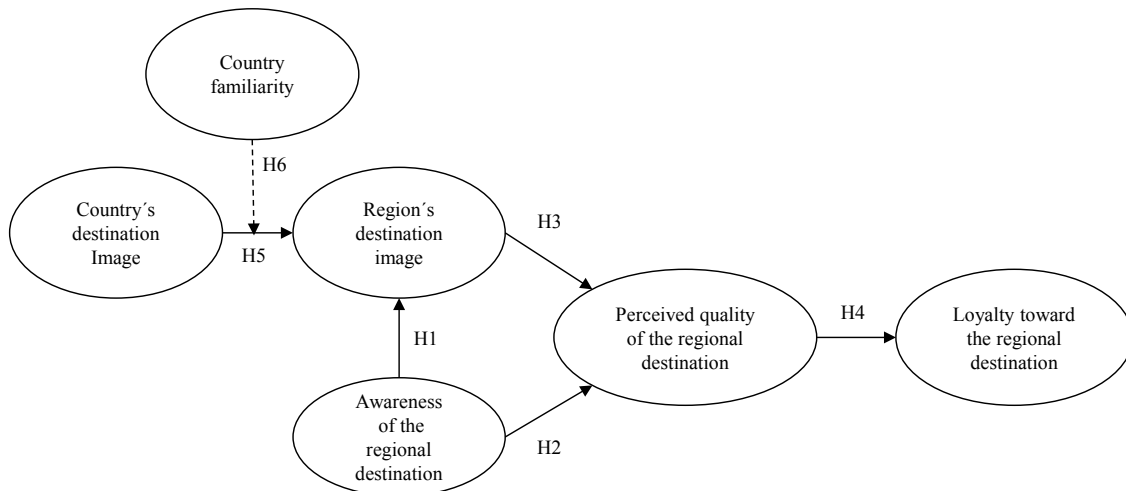 Country
familiarity
H6
Country´s
destination
Image
H5
Region´s
destination
image
H3
H1
Perceived quality
of the regional
destination
H4
Loyalty toward
the regional
destination
Awareness
of the
regional
destination
H2